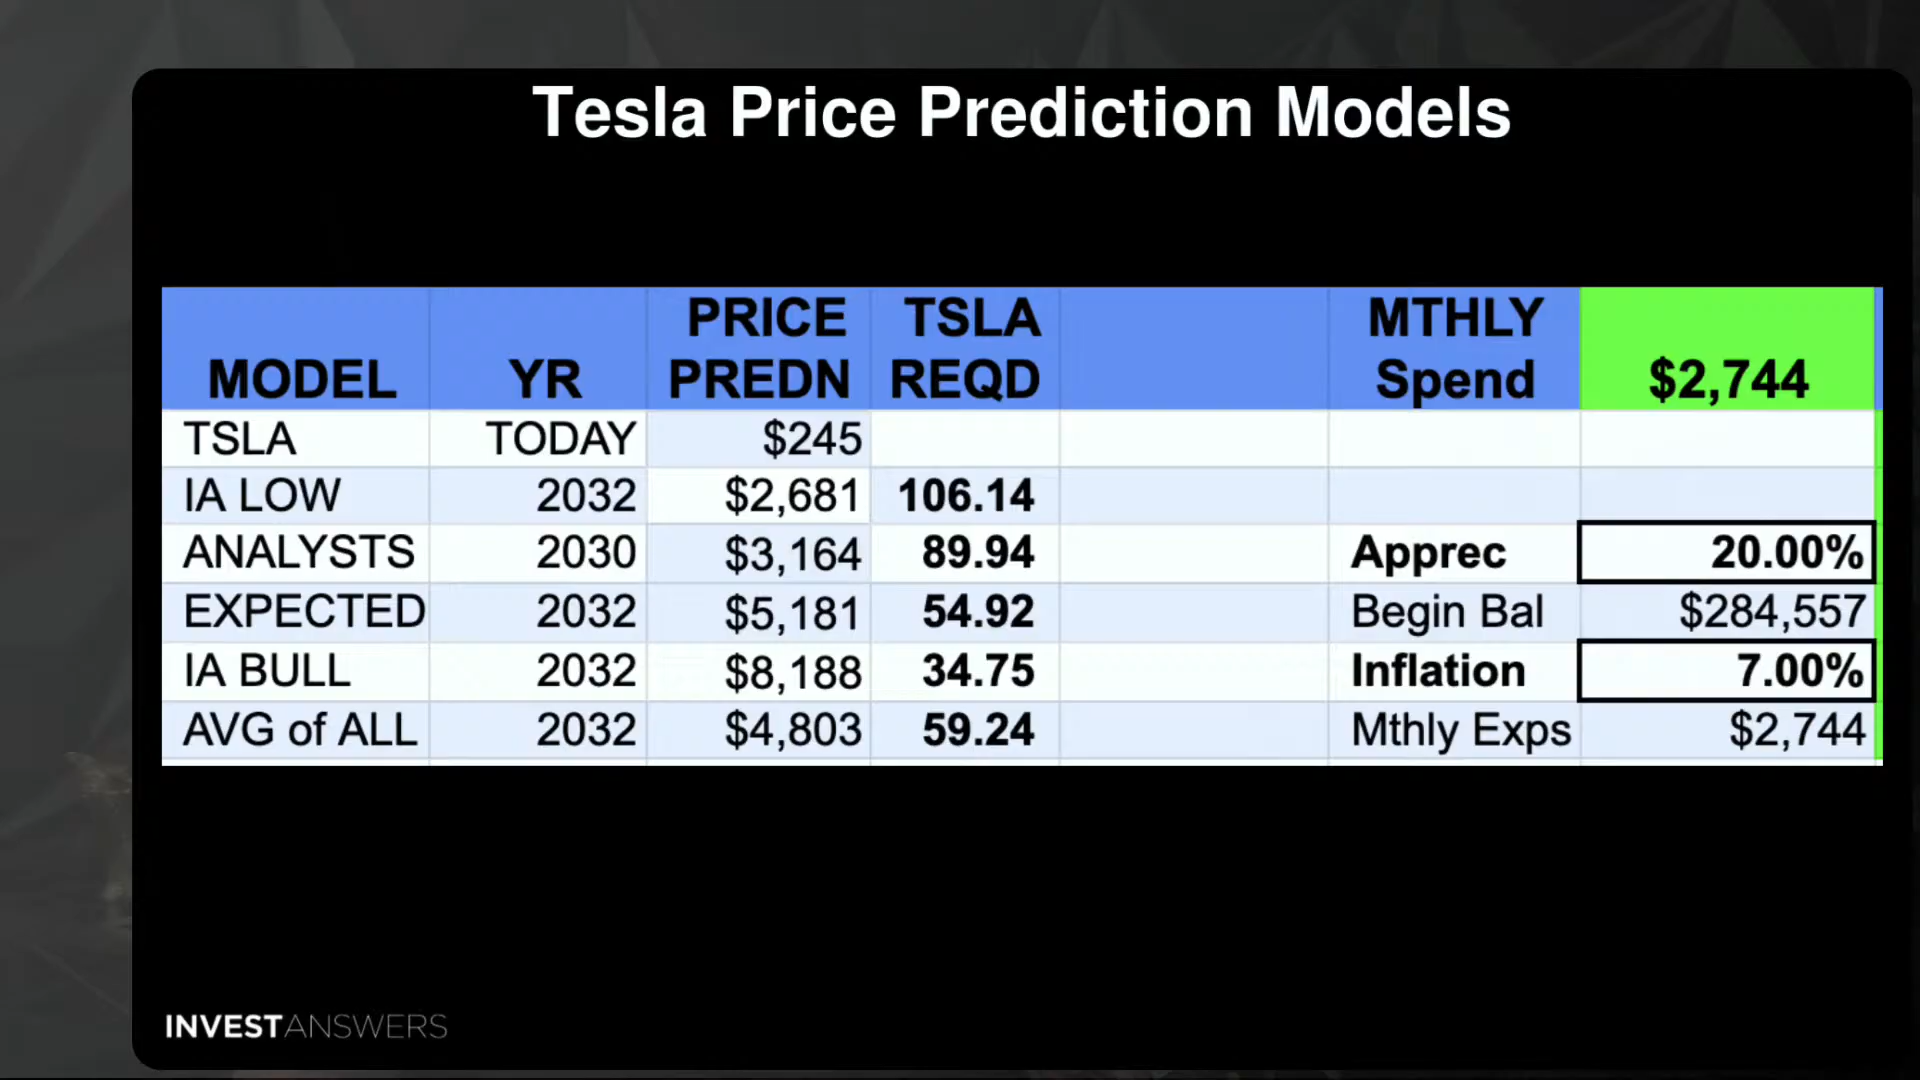 Tesla Price Prediction Models
MODEL YR PRICE PREDN TSLA REQD MTHLY Spend $2,744
TSLA TODAY $245
IA LOW 2032 $2,681 106.14
ANALYSTS 2030 $3,164 89.94 Apprec 20.00%
EXPECTED 2032 $5,181 54.92 Begin Bal $284,557
IA BULL 2032 $8,188 34.75 Inflation 7.00%
AVG of ALL 2032 $4,803 59.24 Mthly Exps $2,744
INVESTANSWERS